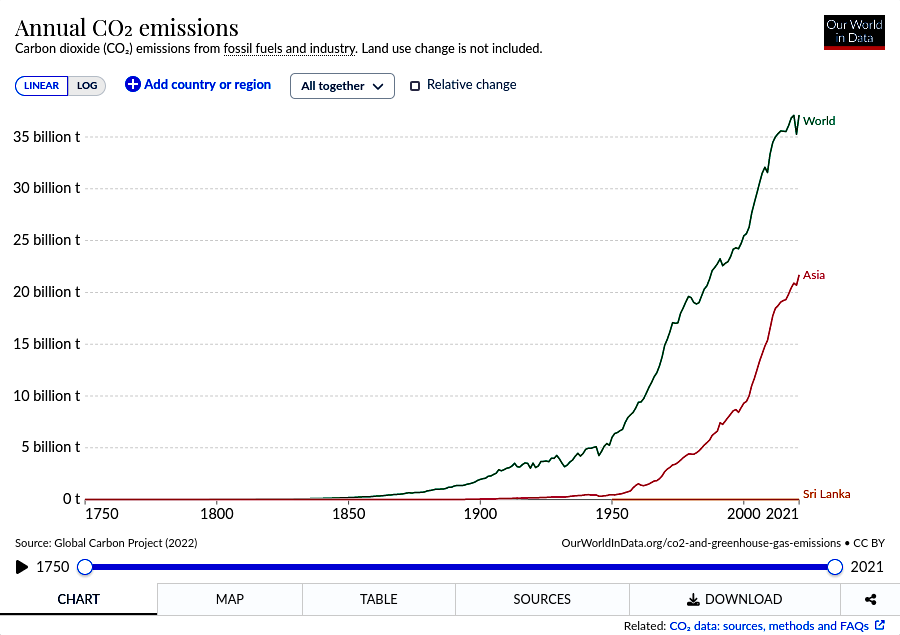 Annual CO₂ emissions
Our World
in Data
Carbon dioxide (CO₂) emissions from fossil fuels and industry. Land use change is not included.
LINEAR LOG Add country or region All together Relative change
World
35 billion t
30 billion t
25 billion t
Asia
20 billion t
15 billion t
10 billion t
5 billion t
0 t
Sri Lanka
1750 1800 1850 1900 1950 2000 2021
Source: Global Carbon Project (2022) OurWorldInData.org/co2-and-greenhouse-gas-emissions • CC BY
1750 2021
CHART MAP TABLE SOURCES DOWNLOAD
Related: CO₂ data: sources, methods and FAQs